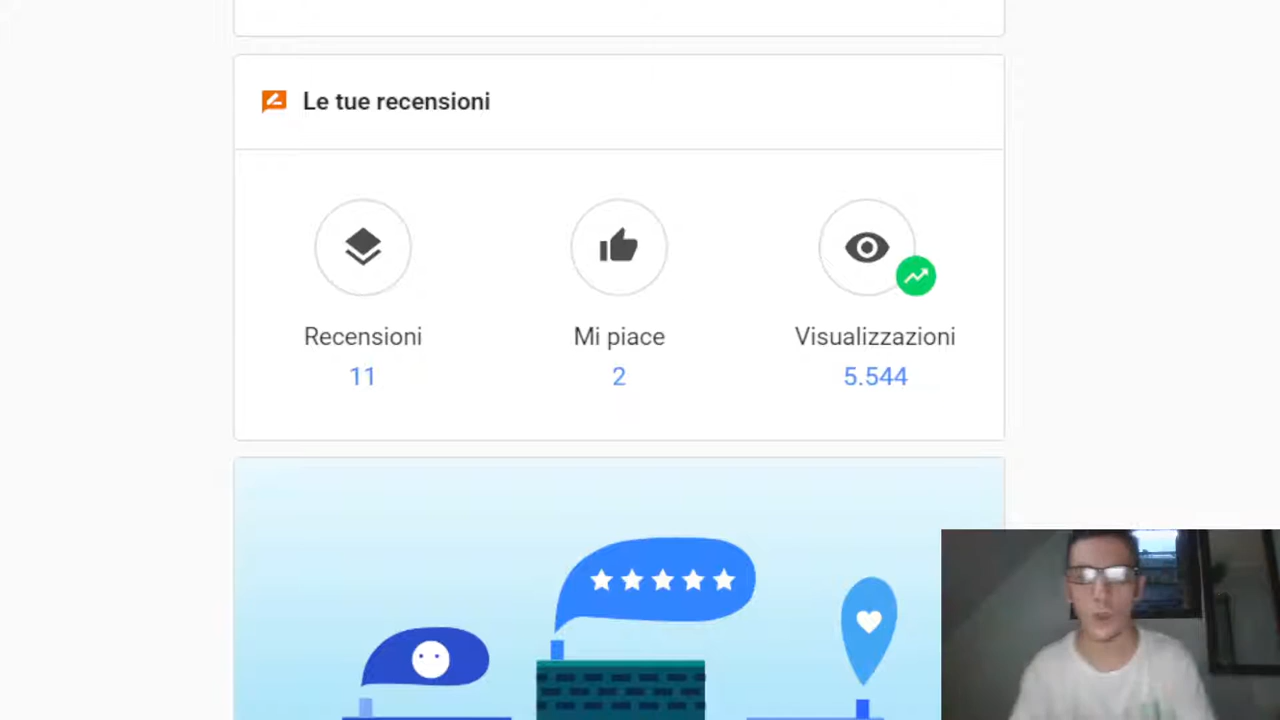 Le tue recensioni
Recensioni
Mi piace
Visualizzazioni
11
2
5.544